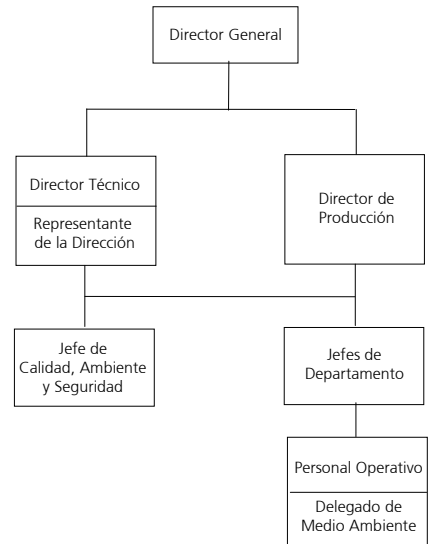 Director General
Director Técnico
Representante
de la Dirección
Director de
Producción
Jefe de
Calidad, Ambiente
y Seguridad
Jefes de
Departamento
Personal Operativo
Delegado de
Medio Ambiente